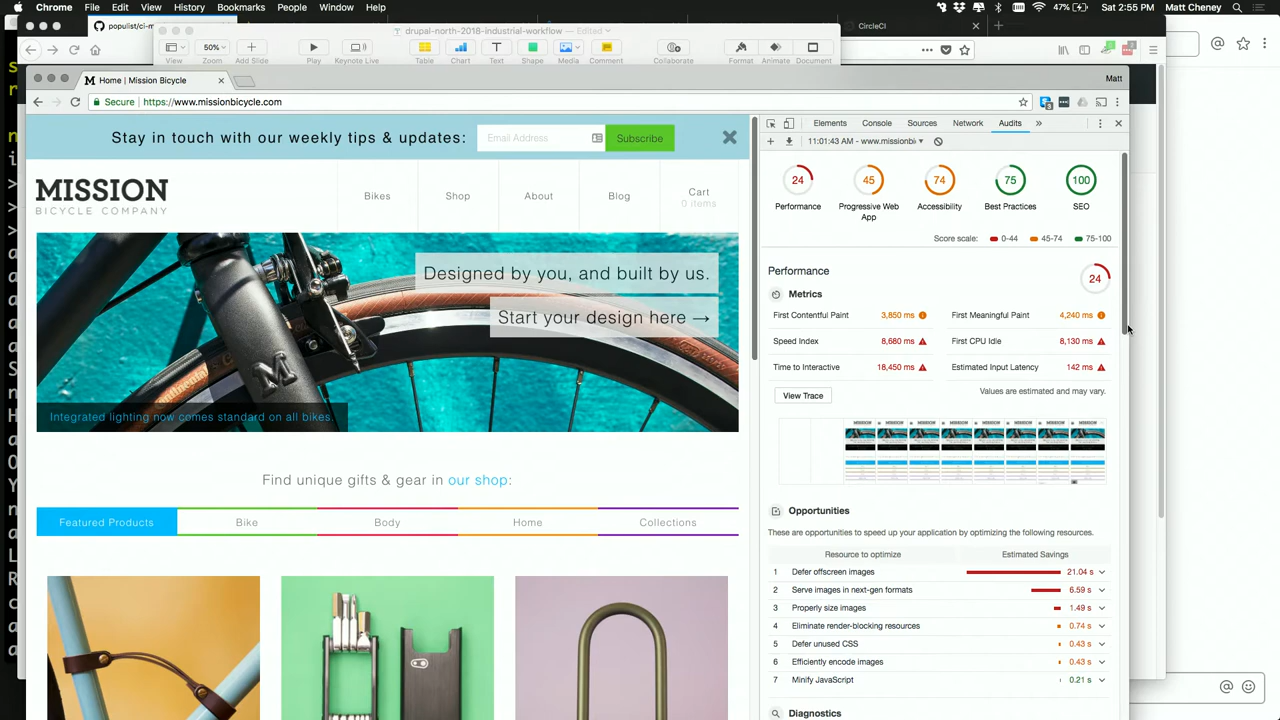 Chrome File Edit View History Bookmarks People Window Help
57% Sat 2:55 PM Matt Cheney
populist/ci-m
CircleCI
drupal-north-2018-industrial-workflow — Edited
50%
View Zoom Add Slide Play Keynote Live Table Chart Text Shape Media Comment Collaborate Format Animate Document
Home | Mission Bicycle
Matt
Secure https://www.missionbicycle.com
Stay in touch with our weekly tips & updates:
Email Address
Subscribe
MISSION
BICYCLE COMPANY
Bikes
Shop
About
Blog
Cart
0 items
Designed by you, and built by us.
Start your design here →
Integrated lighting now comes standard on all bikes.
Find unique gifts & gear in our shop:
Featured Products Bike Body Home Collections
Elements Console Sources Network Audits »
11:01:43 AM - www.missionbi
24 45 74 75 100
Performance Progressive Web App Accessibility Best Practices SEO
Score scale: 0-44 45-74 75-100
Performance
24
Metrics
First Contentful Paint 3,850 ms First Meaningful Paint 4,240 ms
Speed Index 8,680 ms First CPU Idle 8,130 ms
Time to Interactive 18,450 ms Estimated Input Latency 142 ms
View Trace
Values are estimated and may vary.
Opportunities
These are opportunities to speed up your application by optimizing the following resources.
Resource to optimize Estimated Savings
1 Defer offscreen images 21.04 s
2 Serve images in next-gen formats 6.59 s
3 Properly size images 1.49 s
4 Eliminate render-blocking resources 0.74 s
5 Defer unused CSS 0.43 s
6 Efficiently encode images 0.43 s
7 Minify JavaScript 0.21 s
Diagnostics